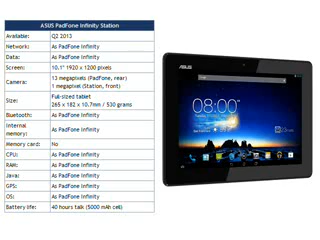 ASUS PadFone Infinity Station
Available: Q2 2013
Network: As PadFone Infinity
Data: As PadFone Infinity
Screen: 10.1" 1920 x 1200 pixels
Camera: 13 megapixels (PadFone, rear)
1 megapixel (Station, front)
Size: Full-sized tablet
265 x 182 x 10.7mm / 530 grams
Bluetooth: As PadFone Infinity
Internal memory: As PadFone Infinity
Memory card: No
CPU: As PadFone Infinity
RAM: As PadFone Infinity
Java: As PadFone Infinity
GPS: As PadFone Infinity
OS: As PadFone Infinity
Battery life: 40 hours talk (5000 mAh cell)
ASUS
08:00